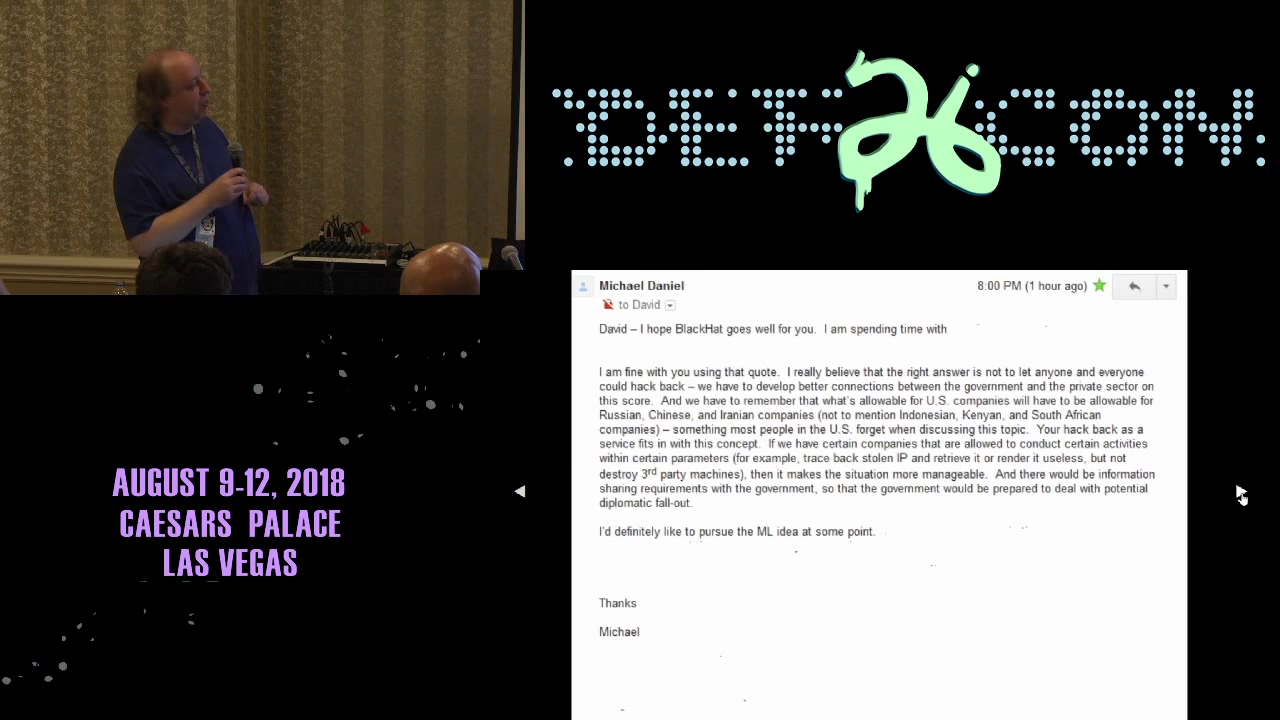 DEF CON 26
AUGUST 9-12, 2018
CAESARS PALACE
LAS VEGAS
Michael Daniel
8:00 PM (1 hour ago)
to David
David – I hope BlackHat goes well for you. I am spending time with
I am fine with you using that quote. I really believe that the right answer is not to let anyone and everyone
could hack back – we have to develop better connections between the government and the private sector on
this score. And we have to remember that what's allowable for U.S. companies will have to be allowable for
Russian, Chinese, and Iranian companies (not to mention Indonesian, Kenyan, and South African
companies) – something most people in the U.S. forget when discussing this topic. Your hack back as a
service fits in with this concept. If we have certain companies that are allowed to conduct certain activities
within certain parameters (for example, trace back stolen IP and retrieve it or render it useless, but not
destroy 3rd party machines), then it makes the situation more manageable. And there would be information
sharing requirements with the government, so that the government would be prepared to deal with potential
diplomatic fall-out.
I'd definitely like to pursue the ML idea at some point.
Thanks
Michael